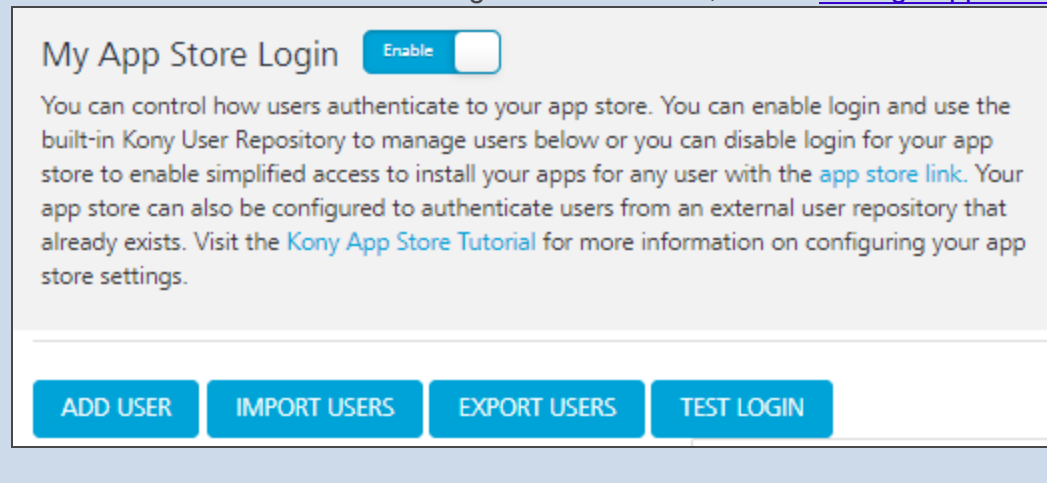 My App Store Login Enable
You can control how users authenticate to your app store. You can enable login and use the
built-in Kony User Repository to manage users below or you can disable login for your app
store to enable simplified access to install your apps for any user with the app store link. Your
app store can also be configured to authenticate users from an external user repository that
already exists. Visit the Kony App Store Tutorial for more information on configuring your app
store settings.
ADD USER IMPORT USERS EXPORT USERS TEST LOGIN